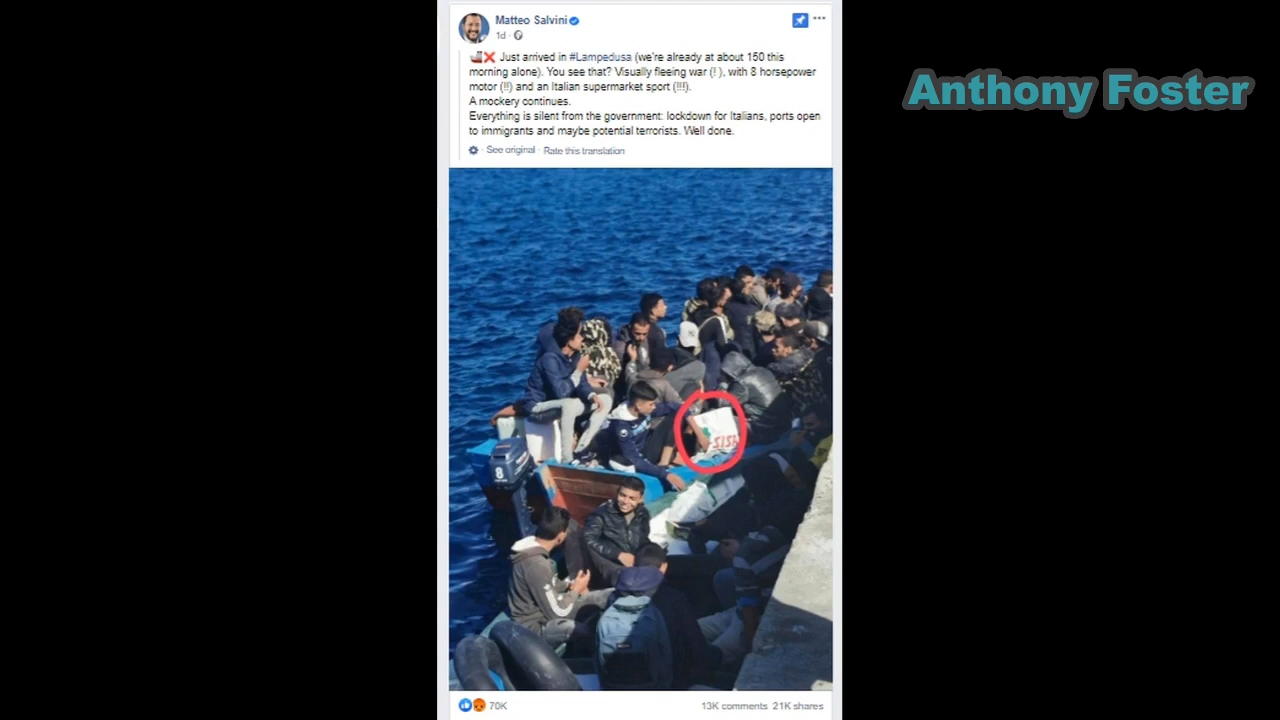 Matteo Salvini
1d ·
Just arrived in #Lampedusa (we're already at about 150 this
morning alone). You see that? Visually fleeing war (! ), with 8 horsepower
motor (!!) and an Italian supermarket sport (!!!).
A mockery continues.
Everything is silent from the government: lockdown for Italians, ports open
to immigrants and maybe potential terrorists. Well done.
· See original · Rate this translation
Anthony Foster
SISA
8
70K
13K comments 21K shares